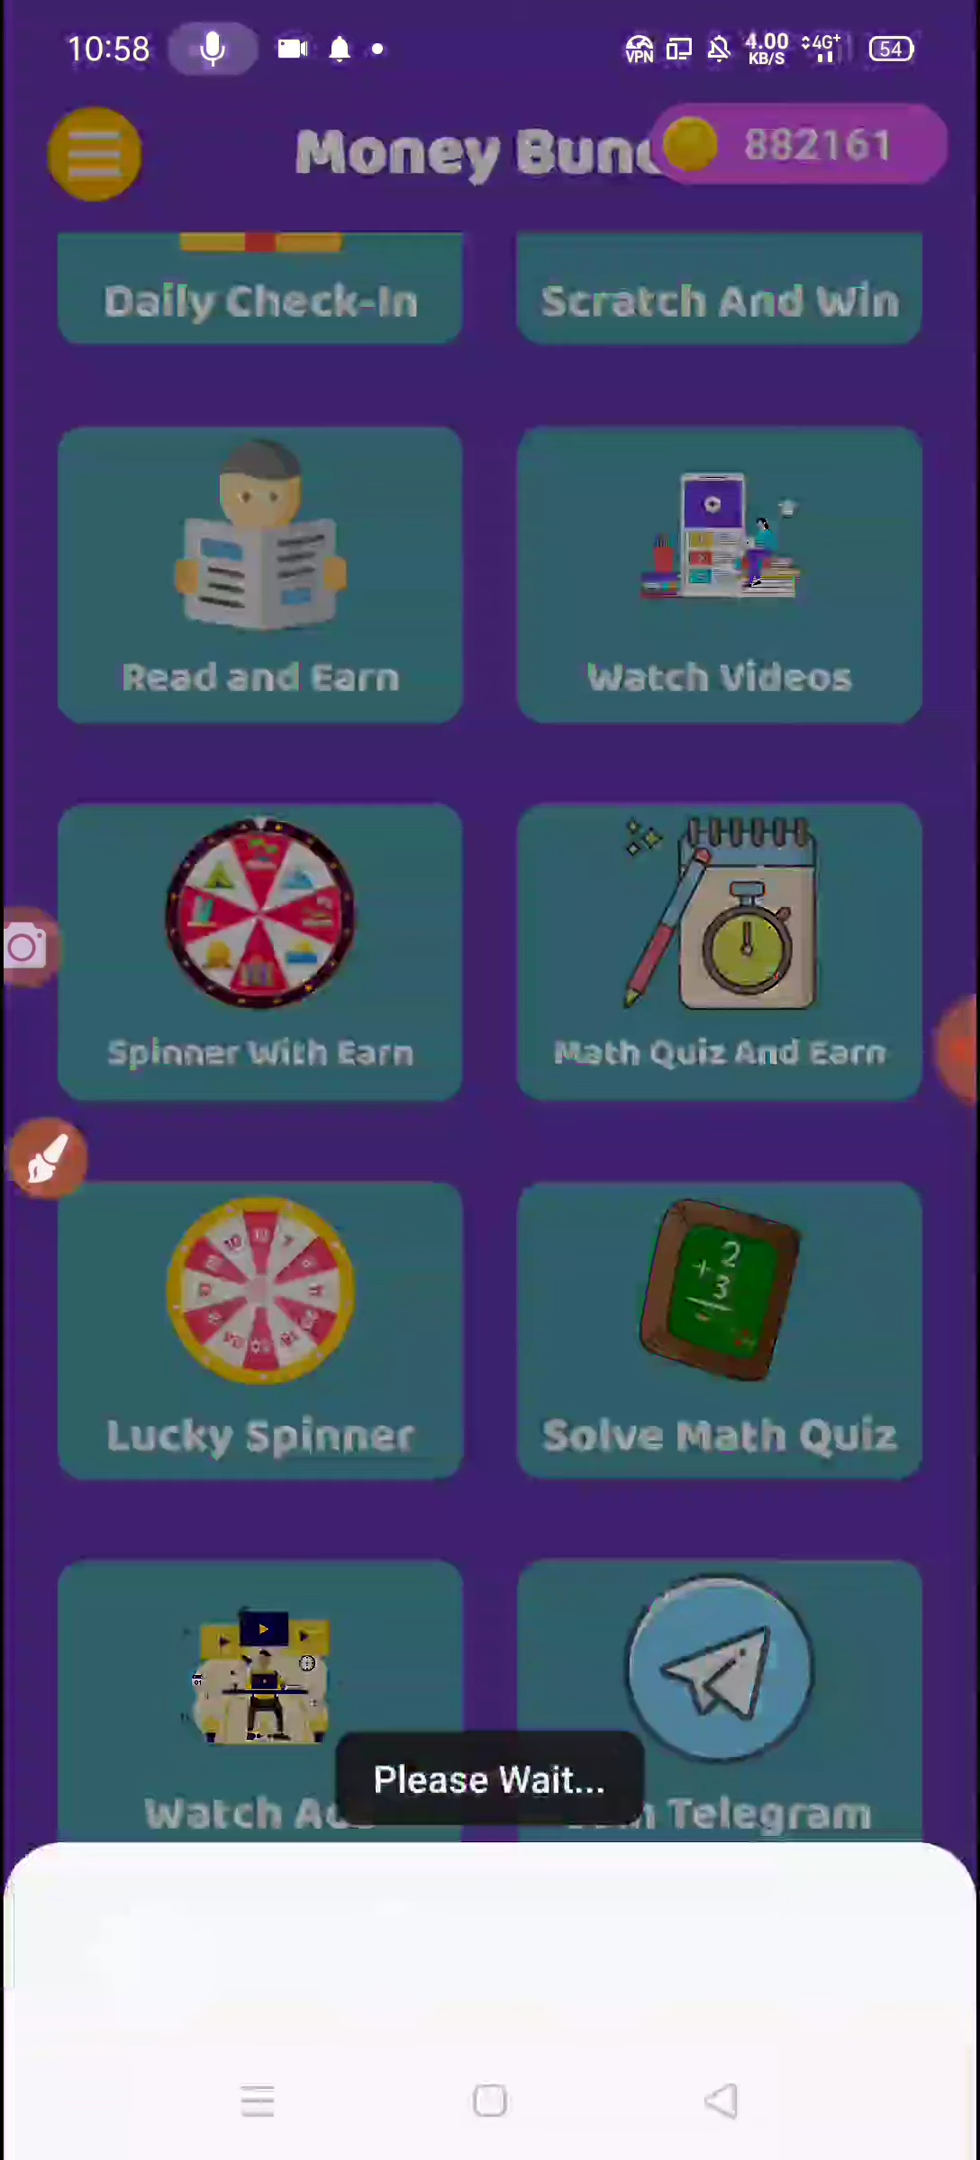 10:58
VPN
4.00
KB/S
4G+
54
Money Bun
882161
Daily Check-In
Scratch And Win
Read and Earn
Watch Videos
Spinner With Earn
Math Quiz And Earn
Lucky Spinner
Solve Math Quiz
2
+ 3
Watch
Telegram
Please Wait...